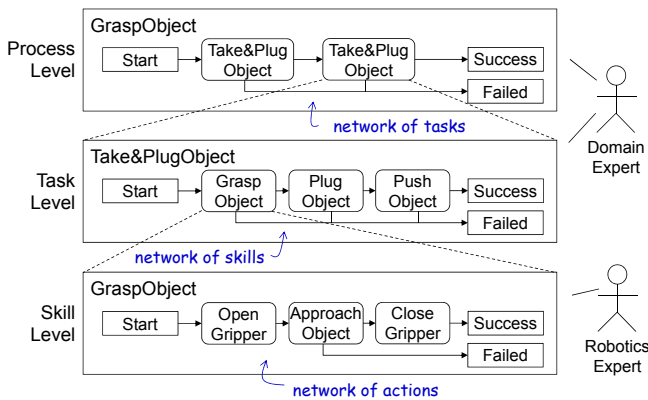 GraspObject
Process
Level
Start
Take&Plug
Object
Take&Plug
Object
Success
Failed
network of tasks
Domain
Expert
Take&PlugObject
Task
Level
Start
Grasp
Object
Plug
Object
Push
Object
Success
Failed
network of skills
GraspObject
Skill
Level
Start
Open
Gripper
Approach
Object
Close
Gripper
Success
Failed
network of actions
Robotics
Expert